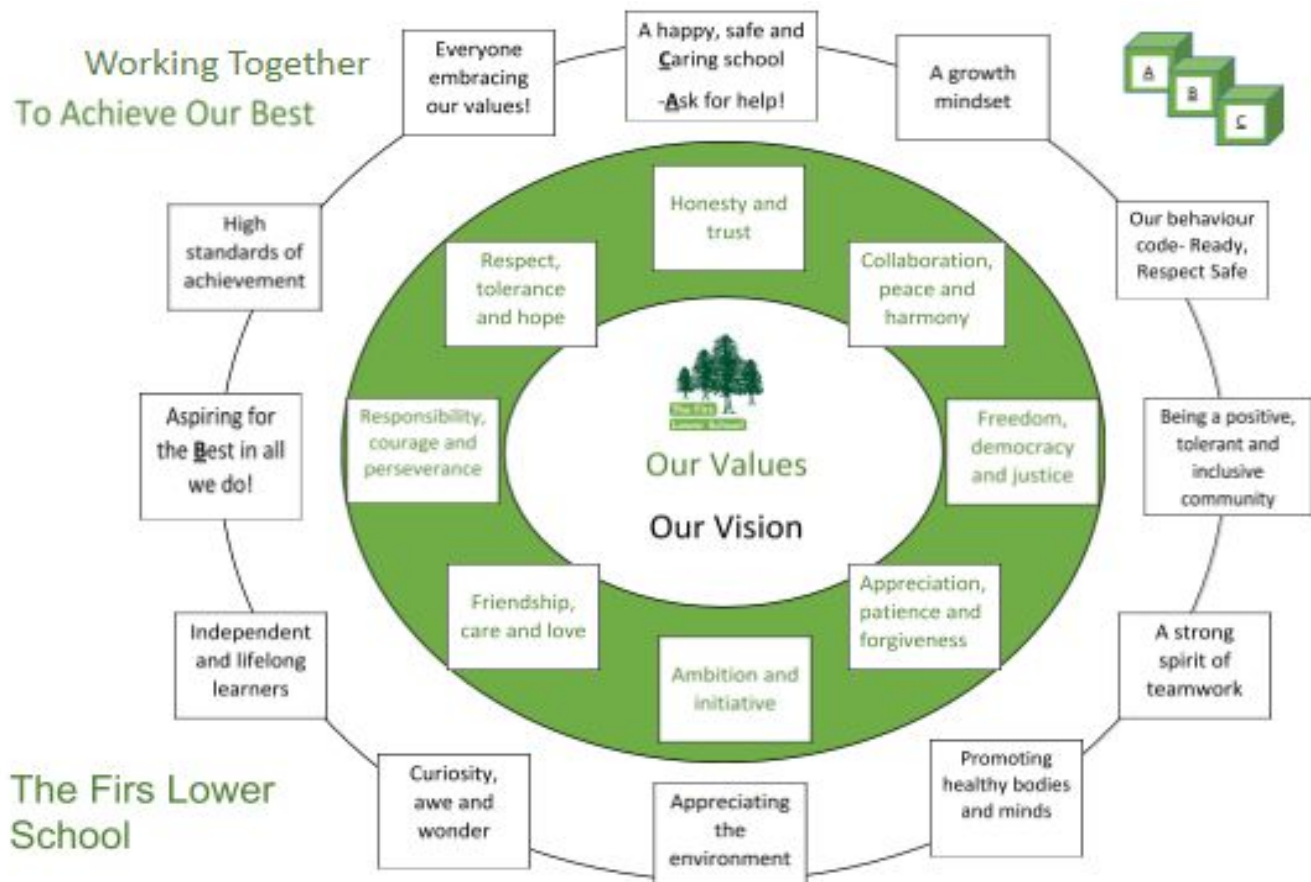 Working Together
To Achieve Our Best
Everyone
embracing
our values!
A happy, safe and
Caring school
-Ask for help!
A growth
mindset
A
B
C
High
standards of
achievement
Our behaviour
code- Ready,
Respect Safe
Aspiring for
the Best in all
we do!
Being a positive,
tolerant and
inclusive
community
Independent
and lifelong
learners
A strong
spirit of
teamwork
Curiosity,
awe and
wonder
Appreciating
the
environment
Promoting
healthy bodies
and minds
Honesty and
trust
Respect,
tolerance
and hope
Collaboration,
peace and
harmony
Responsibility,
courage and
perseverance
Freedom,
democracy
and justice
Friendship,
care and love
Appreciation,
patience and
forgiveness
Ambition and
initiative
The Firs
Lower School
Our Values
Our Vision
The Firs Lower
School